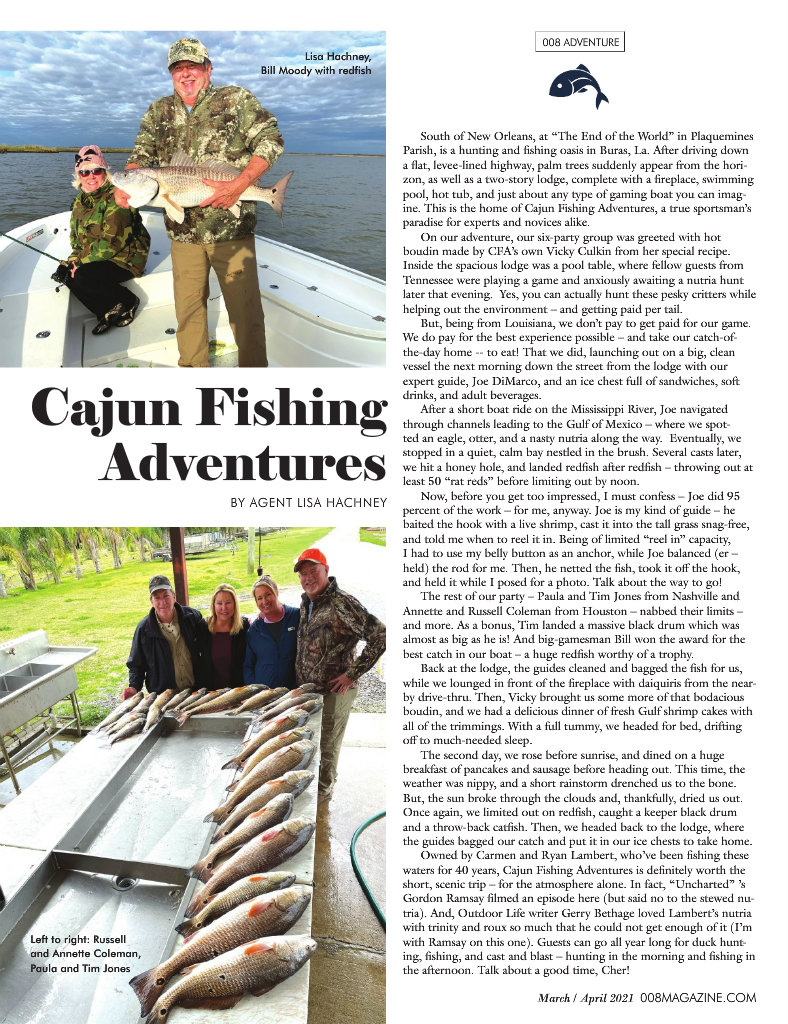 Lisa Hachney,
Bill Moody with redfish
Cajun Fishing
Adventures
BY AGENT LISA HACHNEY
Left to right: Russell
and Annette Coleman,
Paula and Tim Jones
008 ADVENTURE
South of New Orleans, at “The End of the World” in Plaquemines
Parish, is a hunting and fishing oasis in Buras, La. After driving down
a flat, levee-lined highway, palm trees suddenly appear from the hori-
zon, as well as a two-story lodge, complete with a fireplace, swimming
pool, hot tub, and just about any type of gaming boat you can imag-
ine. This is the home of Cajun Fishing Adventures, a true sportsman’s
paradise for experts and novices alike.
On our adventure, our six-party group was greeted with hot
boudin made by CFA’s own Vicky Culkin from her special recipe.
Inside the spacious lodge was a pool table, where fellow guests from
Tennessee were playing a game and anxiously awaiting a nutria hunt
later that evening.  Yes, you can actually hunt these pesky critters while
helping out the environment – and getting paid per tail.
But, being from Louisiana, we don’t pay to get paid for our game.
We do pay for the best experience possible – and take our catch-of-
the-day home -- to eat! That we did, launching out on a big, clean
vessel the next morning down the street from the lodge with our
expert guide, Joe DiMarco, and an ice chest full of sandwiches, soft
drinks, and adult beverages.
After a short boat ride on the Mississippi River, Joe navigated
through channels leading to the Gulf of Mexico – where we spot-
ted an eagle, otter, and a nasty nutria along the way.  Eventually, we
stopped in a quiet, calm bay nestled in the brush. Several casts later,
we hit a honey hole, and landed redfish after redfish – throwing out at
least 50 “rat reds” before limiting out by noon.
Now, before you get too impressed, I must confess – Joe did 95
percent of the work – for me, anyway. Joe is my kind of guide – he
baited the hook with a live shrimp, cast it into the tall grass snag-free,
and told me when to reel it in. Being of limited “reel in” capacity,
I had to use my belly button as an anchor, while Joe balanced (er –
held) the rod for me. Then, he netted the fish, took it off the hook,
and held it while I posed for a photo. Talk about the way to go!
The rest of our party – Paula and Tim Jones from Nashville and
Annette and Russell Coleman from Houston – nabbed their limits –
and more. As a bonus, Tim landed a massive black drum which was
almost as big as he is! And big-gamesman Bill won the award for the
best catch in our boat – a huge redfish worthy of a trophy.
Back at the lodge, the guides cleaned and bagged the fish for us,
while we lounged in front of the fireplace with daiquiris from the near-
by drive-thru. Then, Vicky brought us some more of that bodacious
boudin, and we had a delicious dinner of fresh Gulf shrimp cakes with
all of the trimmings. With a full tummy, we headed for bed, drifting
off to much-needed sleep.
The second day, we rose before sunrise, and dined on a huge
breakfast of pancakes and sausage before heading out. This time, the
weather was nippy, and a short rainstorm drenched us to the bone.
But, the sun broke through the clouds and, thankfully, dried us out.
Once again, we limited out on redfish, caught a keeper black drum
and a throw-back catfish. Then, we headed back to the lodge, where
the guides bagged our catch and put it in our ice chests to take home.
Owned by Carmen and Ryan Lambert, who’ve been fishing these
waters for 40 years, Cajun Fishing Adventures is definitely worth the
short, scenic trip – for the atmosphere alone. In fact, “Uncharted” ’s
Gordon Ramsay filmed an episode here (but said no to the stewed nu-
tria). And, Outdoor Life writer Gerry Bethage loved Lambert’s nutria
with trinity and roux so much that he could not get enough of it (I’m
with Ramsay on this one). Guests can go all year long for duck hunt-
ing, fishing, and cast and blast – hunting in the morning and fishing in
the afternoon. Talk about a good time, Cher!
March / April 2021 008MAGAZINE.COM